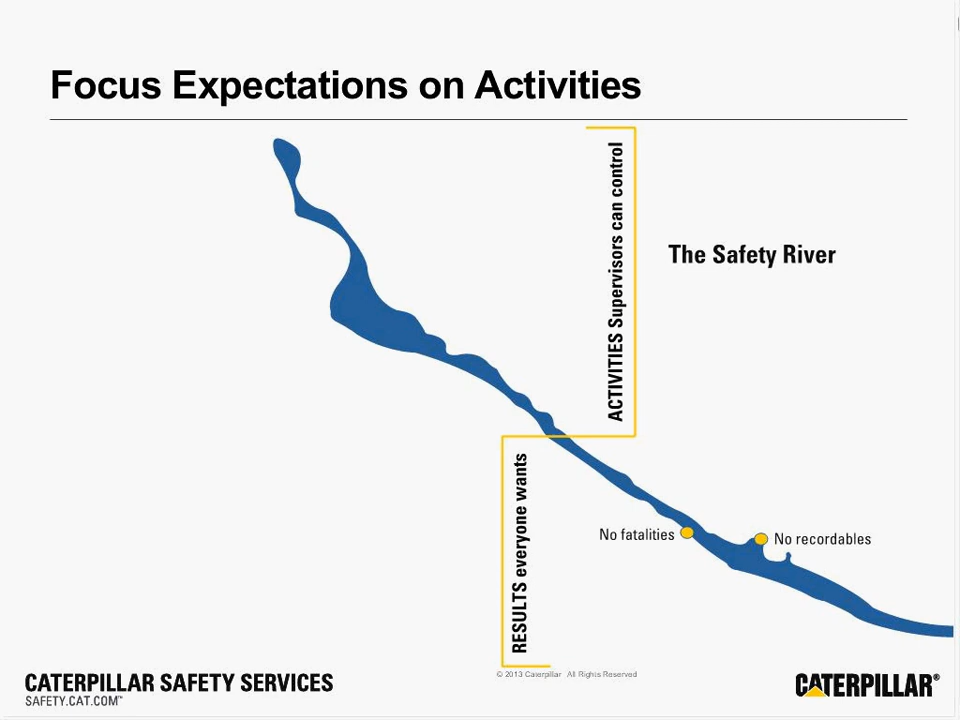 Focus Expectations on Activities
ACTIVITIES Supervisors can control
The Safety River
RESULTS everyone wants
No fatalities
No recordables
© 2013 Caterpillar All Rights Reserved
CATERPILLAR SAFETY SERVICES
SAFETY.CAT.COM™
CATERPILLAR®